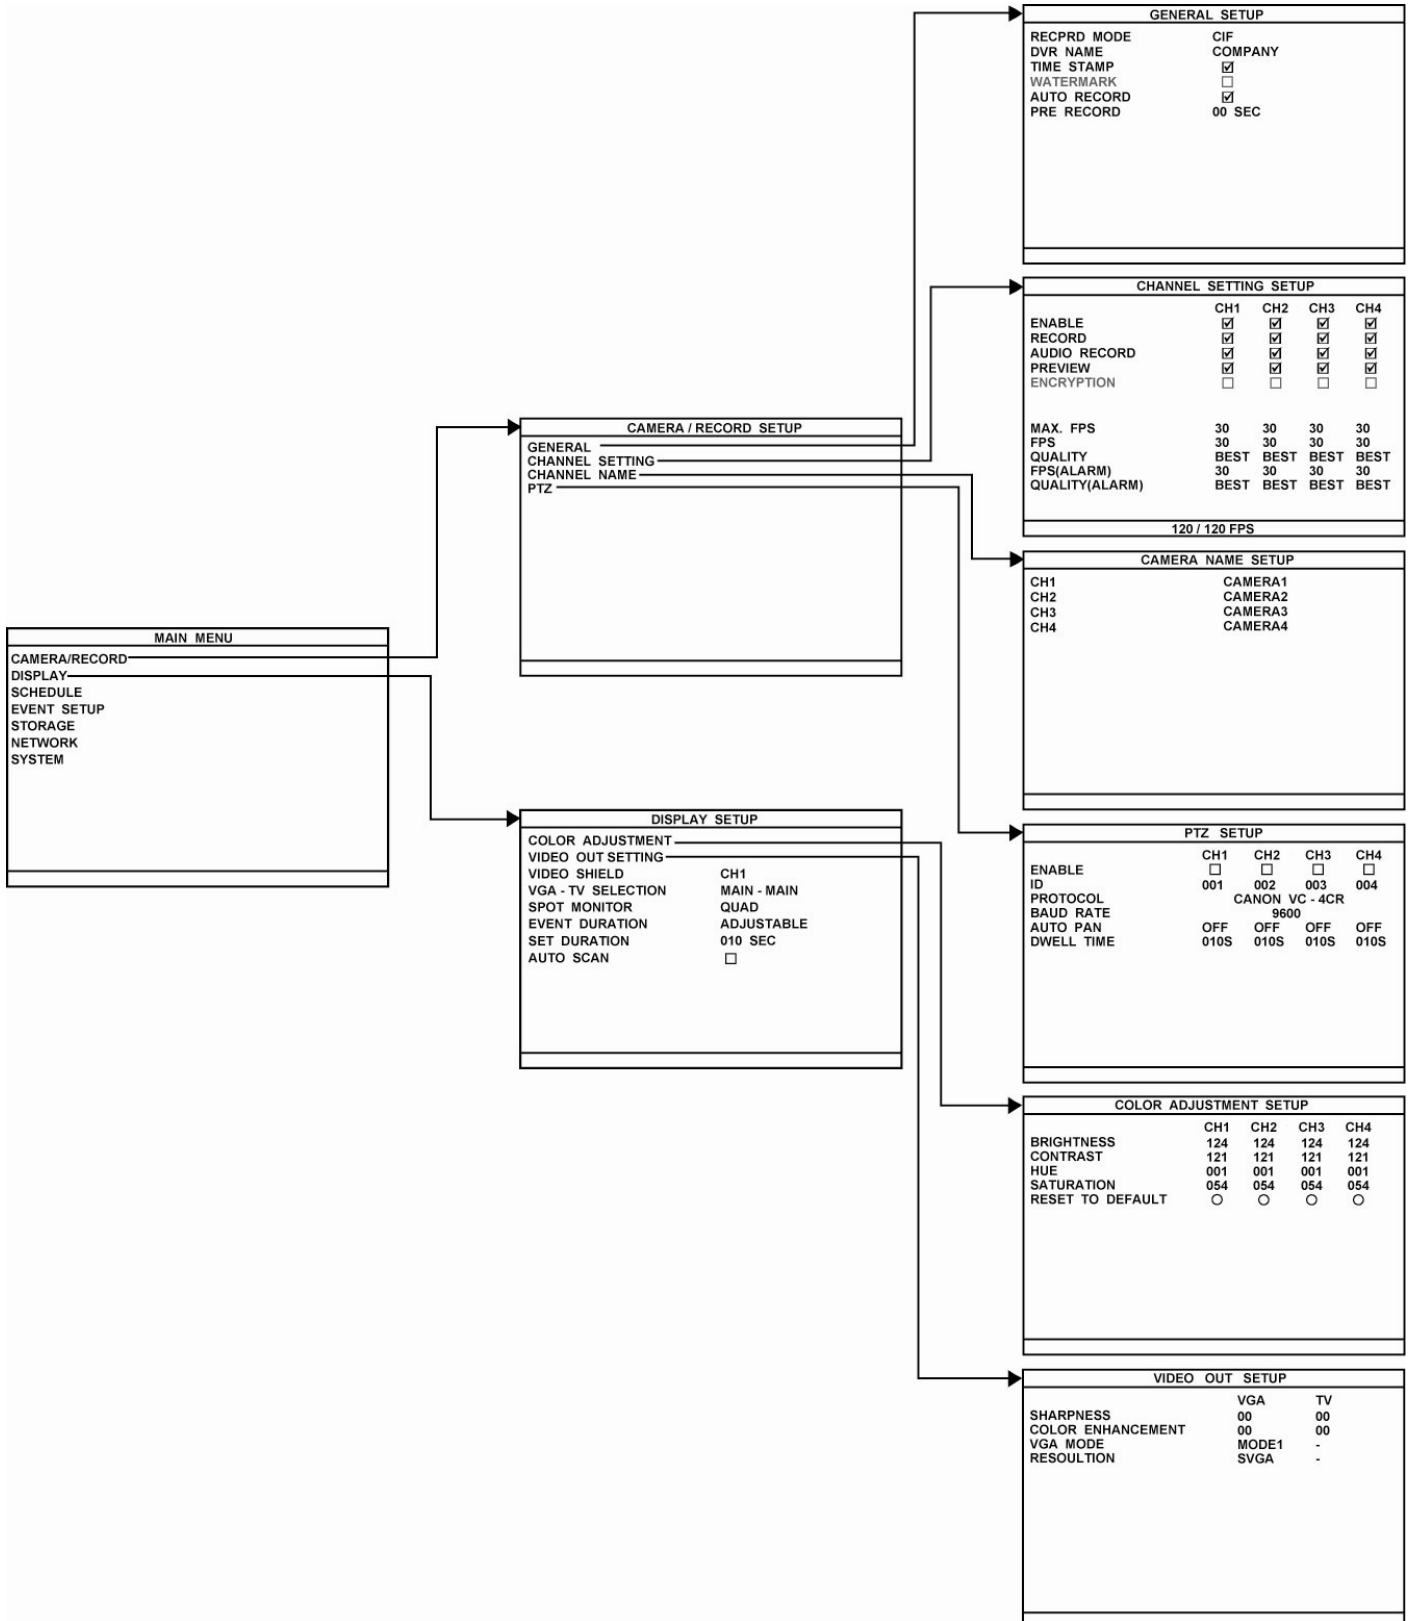 MAIN MENU
CAMERA/RECORD
DISPLAY
SCHEDULE
EVENT SETUP
STORAGE
NETWORK
SYSTEM
CAMERA / RECORD SETUP
GENERAL
CHANNEL SETTING
CHANNEL NAME
PTZ
DISPLAY SETUP
COLOR ADJUSTMENT
VIDEO OUT SETTING
VIDEO SHIELD CH1
VGA - TV SELECTION MAIN - MAIN
SPOT MONITOR QUAD
EVENT DURATION ADJUSTABLE
SET DURATION 010 SEC
AUTO SCAN
GENERAL SETUP
RECPRD MODE CIF
DVR NAME COMPANY
TIME STAMP
WATERMARK
AUTO RECORD
PRE RECORD 00 SEC
CHANNEL SETTING SETUP
CH1 CH2 CH3 CH4
ENABLE
RECORD
AUDIO RECORD
PREVIEW
ENCRYPTION
MAX. FPS 30 30 30 30
FPS 30 30 30 30
QUALITY BEST BEST BEST BEST
FPS(ALARM) 30 30 30 30
QUALITY(ALARM) BEST BEST BEST BEST
120 / 120 FPS
CAMERA NAME SETUP
CH1 CAMERA1
CH2 CAMERA2
CH3 CAMERA3
CH4 CAMERA4
PTZ SETUP
CH1 CH2 CH3 CH4
ENABLE
ID 001 002 003 004
PROTOCOL CANON VC - 4CR
BAUD RATE 9600
AUTO PAN OFF OFF OFF OFF
DWELL TIME 010S 010S 010S 010S
COLOR ADJUSTMENT SETUP
CH1 CH2 CH3 CH4
BRIGHTNESS 124 124 124 124
CONTRAST 121 121 121 121
HUE 001 001 001 001
SATURATION 054 054 054 054
RESET TO DEFAULT
VIDEO OUT SETUP
VGA TV
SHARPNESS 00 00
COLOR ENHANCEMENT 00 00
VGA MODE MODE1 -
RESOULTION SVGA -